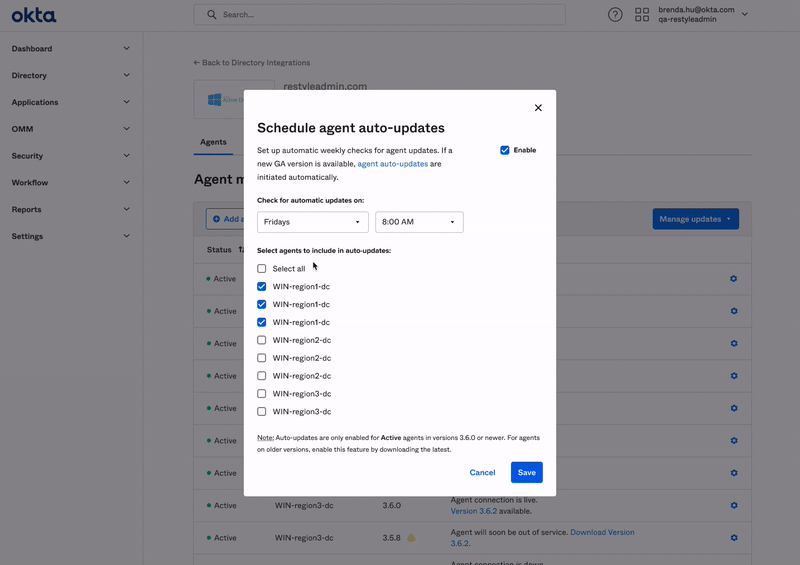 okta
Search...
brenda.hu@okta.com
qa-restyleadmin
Dashboard
Directory
Applications
OMM
Security
Workflow
Reports
Settings
← Back to Directory Integrations
restyleadmin.com
Agents
Agent m
Add a
Manage updates
Status
Active
Active
Active
Active
Active
Active
Active
Active WIN-region3-dc 3.6.0 Agent connection is live.
Version 3.6.2 available.
Active WIN-region3-dc 3.5.8 Agent will soon be out of service. Download Version
3.6.2.
Agent connection is down
Schedule agent auto-updates
Set up automatic weekly checks for agent updates. If a
new GA version is available, agent auto-updates are
initiated automatically.
Enable
Check for automatic updates on:
Fridays 8:00 AM
Select agents to include in auto-updates:
Select all
WIN-region1-dc
WIN-region1-dc
WIN-region1-dc
WIN-region2-dc
WIN-region2-dc
WIN-region2-dc
WIN-region3-dc
WIN-region3-dc
Note: Auto-updates are only enabled for Active agents in versions 3.6.0 or newer. For agents
on older versions, enable this feature by downloading the latest.
Cancel Save